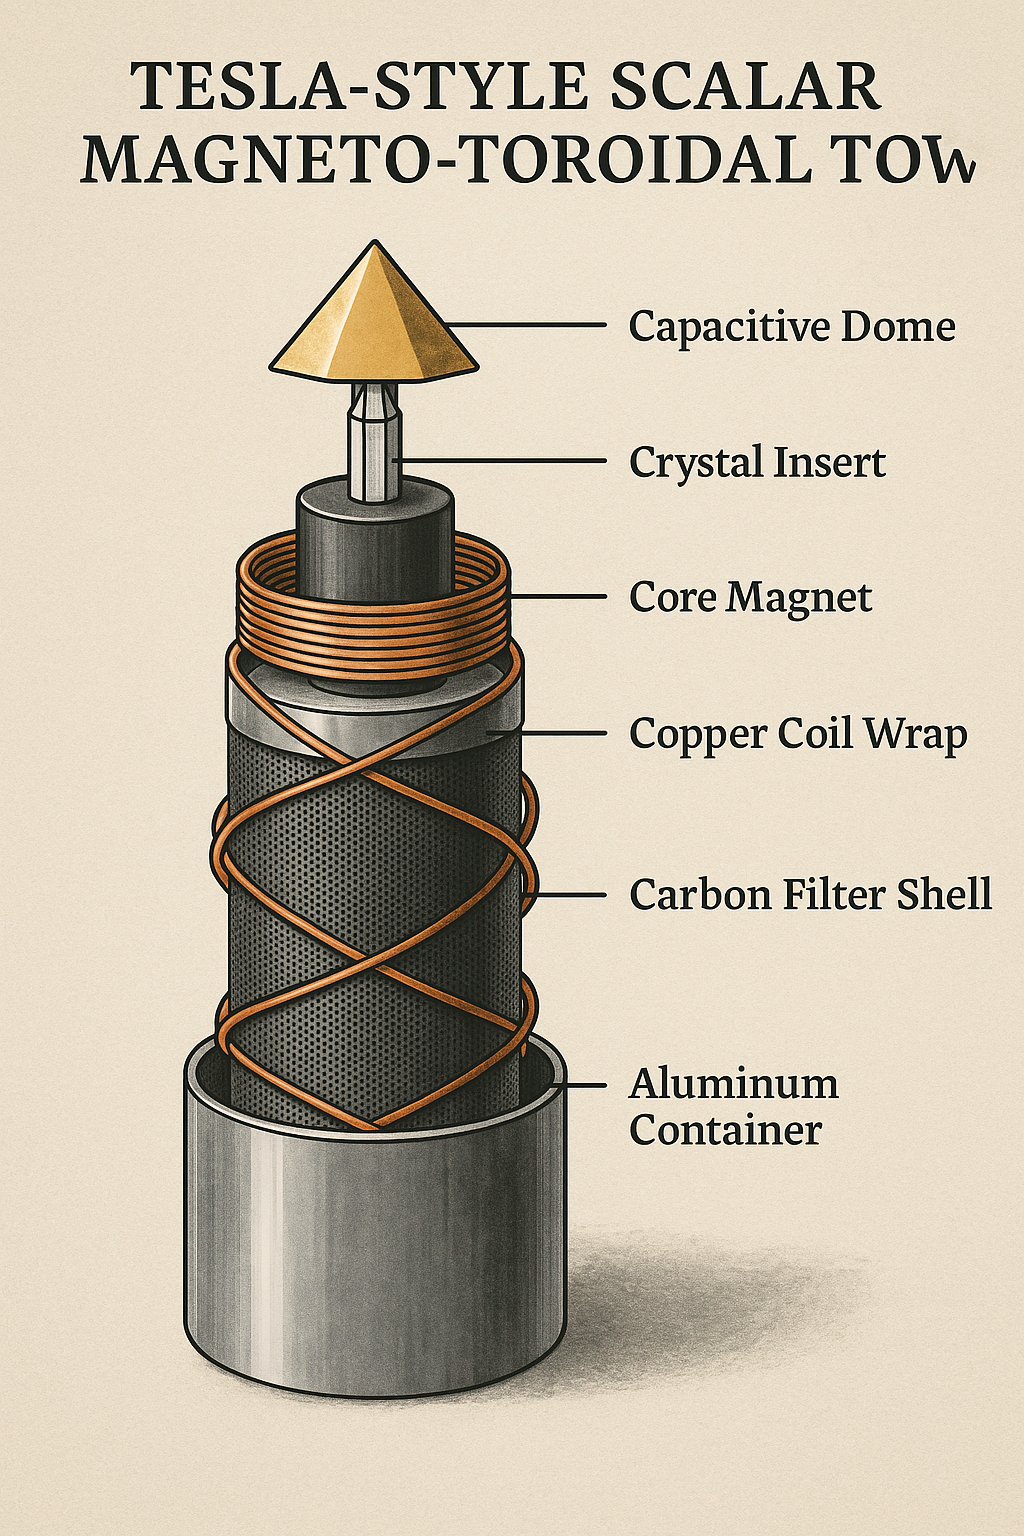 TESLA-STYLE SCALAR
MAGNETO-TOROIDAL TOW
Capacitive Dome
Crystal Insert
Core Magnet
Copper Coil Wrap
Carbon Filter Shell
Aluminum
Container